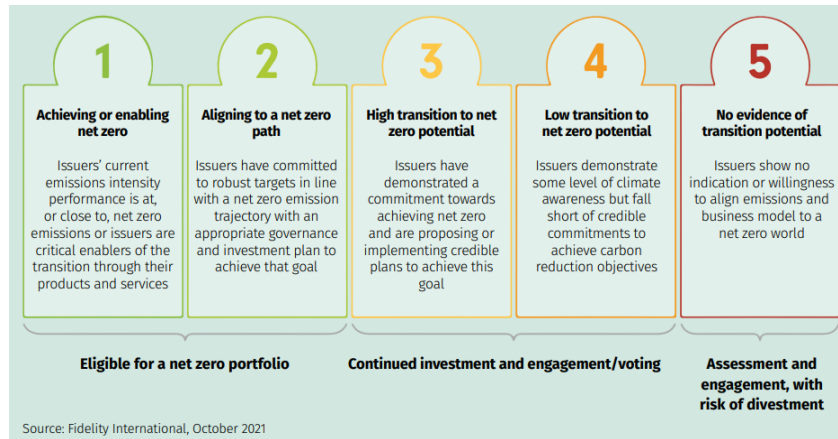 1
Achieving or enabling
net zero
Issuers' current
emissions intensity
performance is at,
or close to, net zero
emissions or issuers are
critical enablers of the
transition through their
products and services
2
Aligning to a net zero
path
Issuers have committed
to robust targets in line
with a net zero emission
trajectory with an
appropriate governance
and investment plan to
achieve that goal
3
High transition to net
zero potential
Issuers have
demonstrated a
commitment towards
achieving net zero
and are proposing or
implementing credible
plans to achieve this
goal
4
Low transition to
net zero potential
Issuers demonstrate
some level of climate
awareness but fall
short of credible
commitments to
achieve carbon
reduction objectives
5
No evidence of
transition potential
Issuers show no
indication or willingness
to align emissions and
business model to a
net zero world
Eligible for a net zero portfolio
Continued investment and engagement/voting
Assessment and
engagement, with
risk of divestment
Source: Fidelity International, October 2021